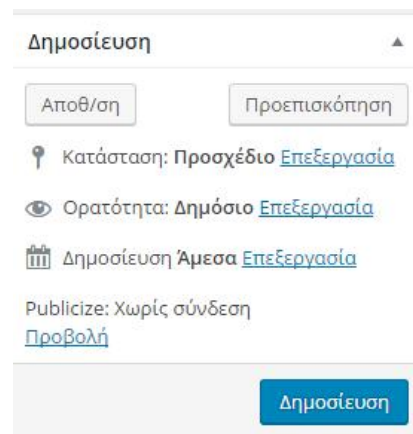 Δημοσίευση
Αποθ/ση Προεπισκόπηση
Κατάσταση: Προσχέδιο Επεξεργασία
Ορατότητα: Δημόσιο Επεξεργασία
Δημοσίευση Άμεσα Επεξεργασία
Publicize: Χωρίς σύνδεση
Προβολή
Δημοσίευση